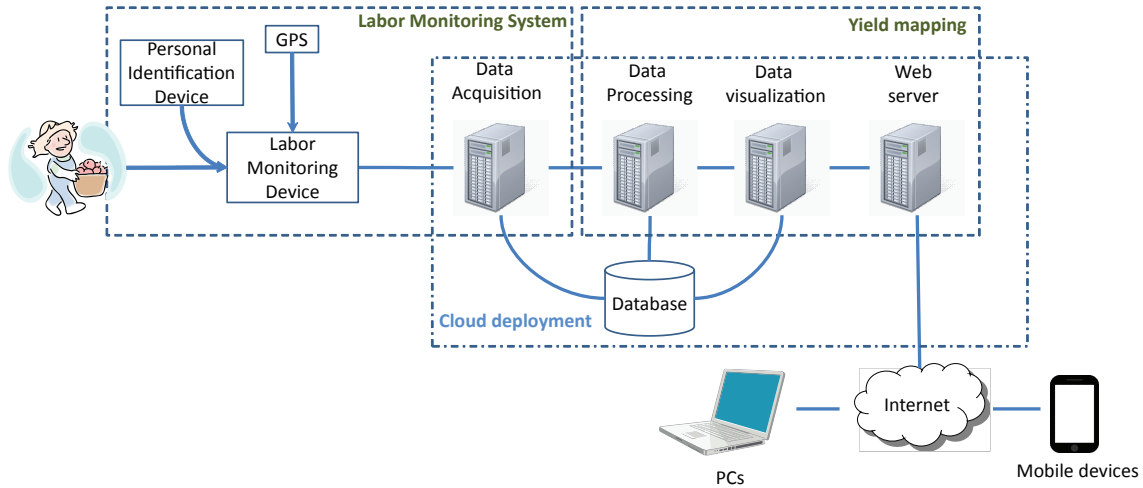 Labor Monitoring System
Yield mapping
Personal
Identification
Device
GPS
Data
Acquisition
Data
Processing
Data
visualization
Web
server
Labor
Monitoring
Device
Database
Cloud deployment
Internet
PCs
Mobile devices